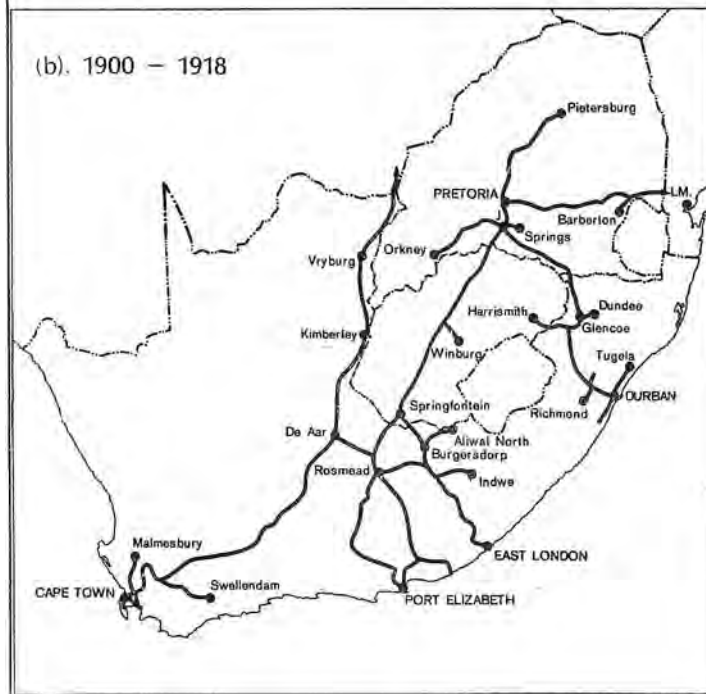 (b). 1900 – 1918
Pietersburg
PRETORIA
L.M.
Barberton
Springs
Vryburg
Orkney
Harrismith
Dundee
Glencoe
Kimberley
Winburg
Tugela
DURBAN
Springfontein
Richmond
De Aar
Aliwal North
Burgersdorp
Rosmead
Indwe
Malmesbury
EAST LONDON
CAPE TOWN
Swellendam
PORT ELIZABETH